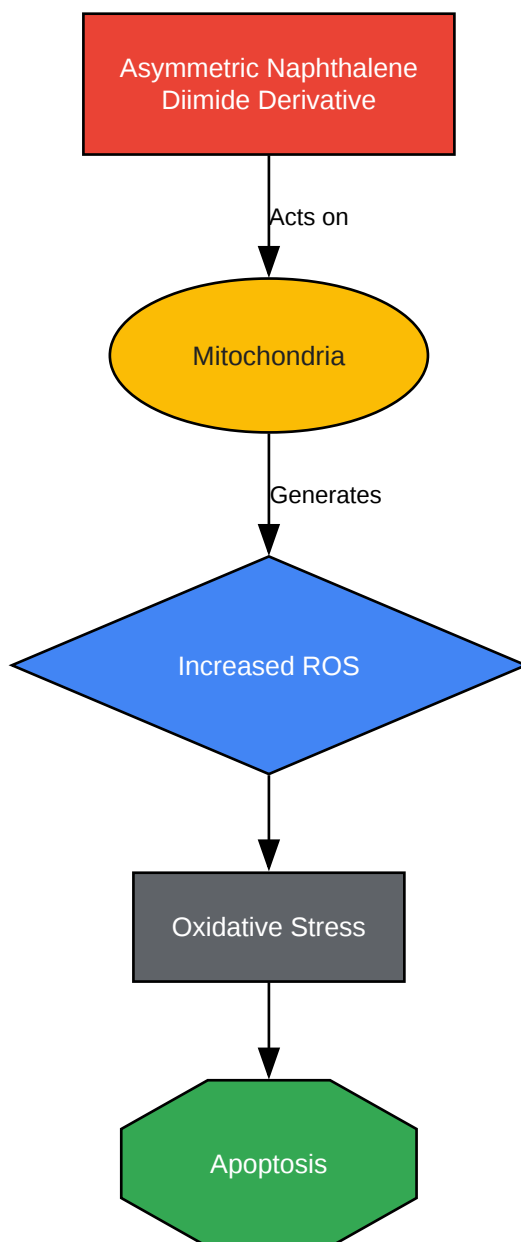 Asymmetric Naphthalene
Diimide Derivative
Acts on
Mitochondria
Generates
Increased ROS
Oxidative Stress
Apoptosis